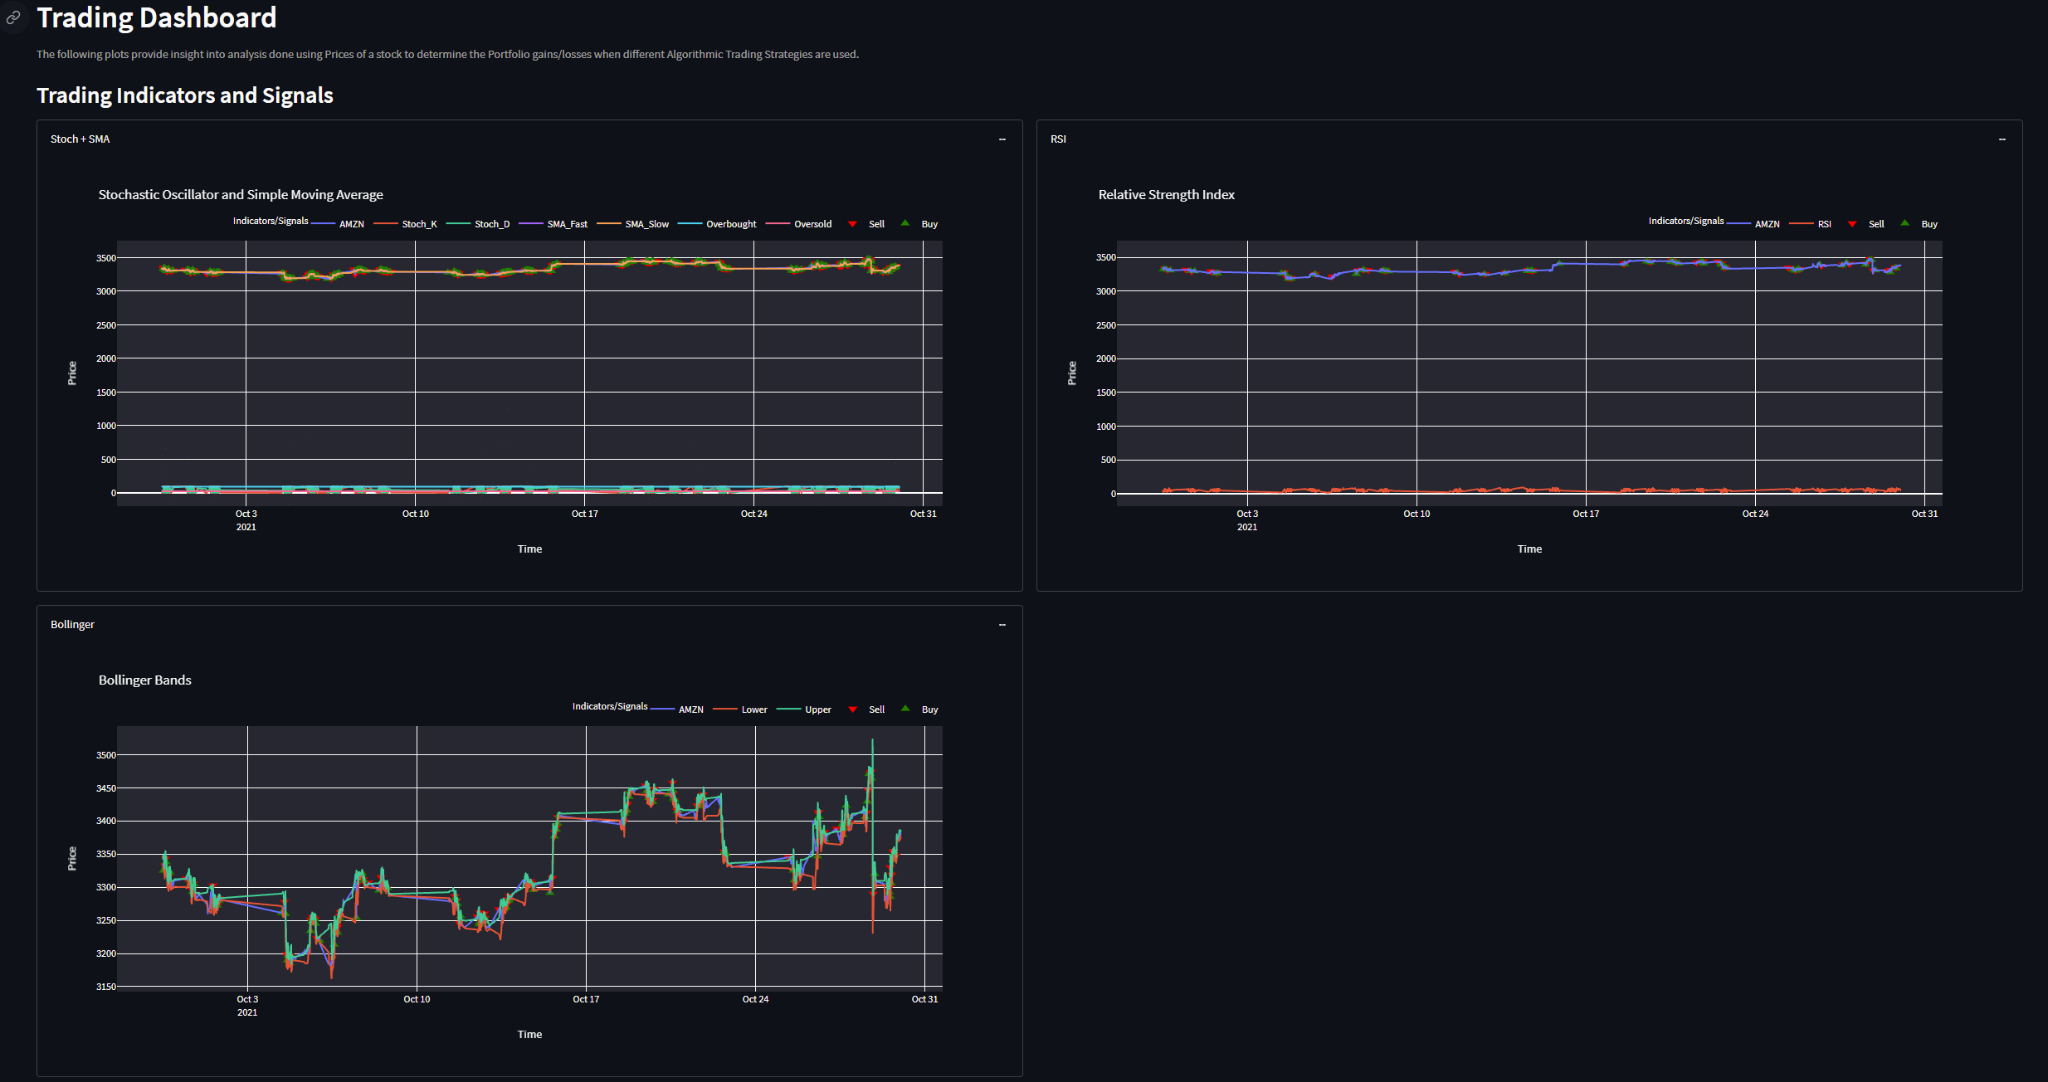 Trading Dashboard
The following plots provide insight into analysis done using Prices of a stock to determine the Portfolio gains/losses when different Algorithmic Trading Strategies are used.
Trading Indicators and Signals
Stoch + SMA
Stochastic Oscillator and Simple Moving Average
Indicators/Signals AMZN Stoch_K Stoch_D SMA_Fast SMA_Slow Overbought Oversold Sell Buy
3500
3000
2500
2000
1500
1000
500
0
Price
Oct 3 Oct 10 Oct 17 Oct 24 Oct 31
2021
Time
RSI
Relative Strength Index
Indicators/Signals AMZN RSI Sell Buy
3500
3000
2500
2000
1500
1000
500
0
Price
Oct 3 Oct 10 Oct 17 Oct 24 Oct 31
2021
Time
Bollinger
Bollinger Bands
Indicators/Signals AMZN Lower Upper Sell Buy
3500
3450
3400
3350
3300
3250
3200
3150
Price
Oct 3 Oct 10 Oct 17 Oct 24 Oct 31
2021
Time